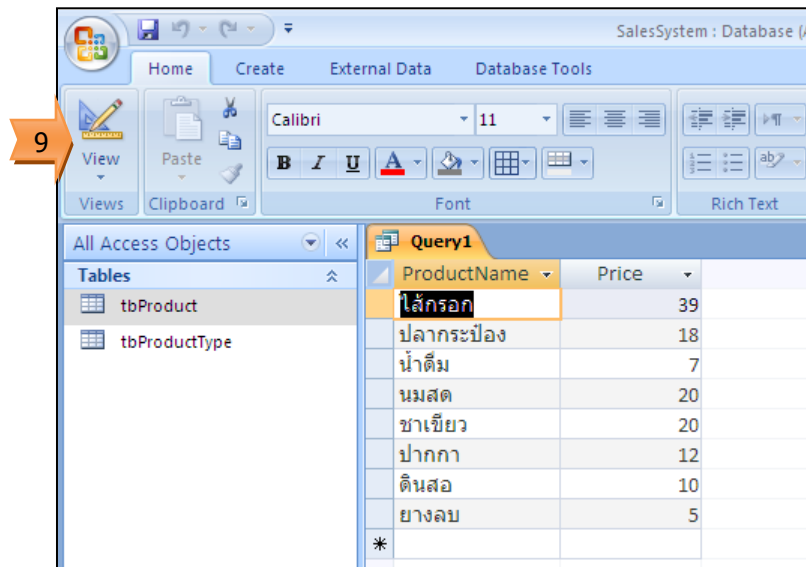 SalesSystem : Database (A
Home Create External Data Database Tools
9
View
Paste
Calibri 11
B I U A
ab
Views Clipboard Font Rich Text
All Access Objects
Query1
Tables
ProductName Price
tbProduct
tbProductType
ไส้กรอก 39
ปลากระป๋อง 18
น้ำดื่ม 7
นมสด 20
ชาเขียว 20
ปากกา 12
ดินสอ 10
ยางลบ 5